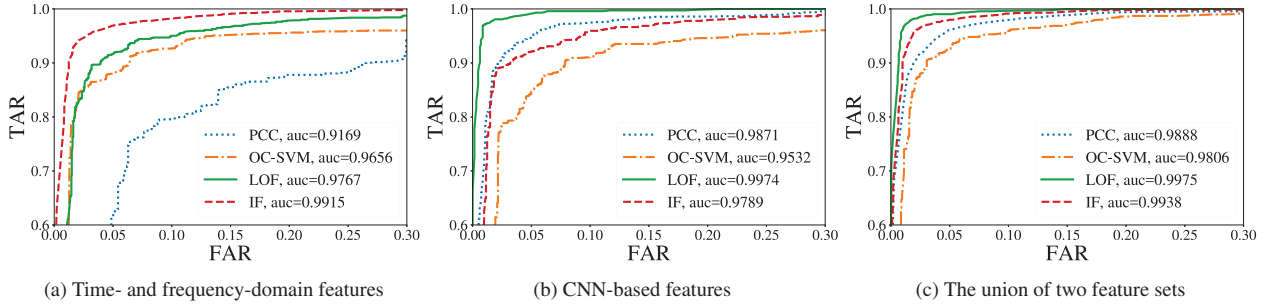 1.0
0.9
0.8
0.7
0.6
TAR
0.00 0.05 0.10 0.15 0.20 0.25 0.30
FAR
PCC, auc=0.9169
OC-SVM, auc=0.9656
LOF, auc=0.9767
IF, auc=0.9915
(a) Time- and frequency-domain features
1.0
0.9
0.8
0.7
0.6
TAR
0.00 0.05 0.10 0.15 0.20 0.25 0.30
FAR
PCC, auc=0.9871
OC-SVM, auc=0.9532
LOF, auc=0.9974
IF, auc=0.9789
(b) CNN-based features
1.0
0.9
0.8
0.7
0.6
TAR
0.00 0.05 0.10 0.15 0.20 0.25 0.30
FAR
PCC, auc=0.9888
OC-SVM, auc=0.9806
LOF, auc=0.9975
IF, auc=0.9938
(c) The union of two feature sets